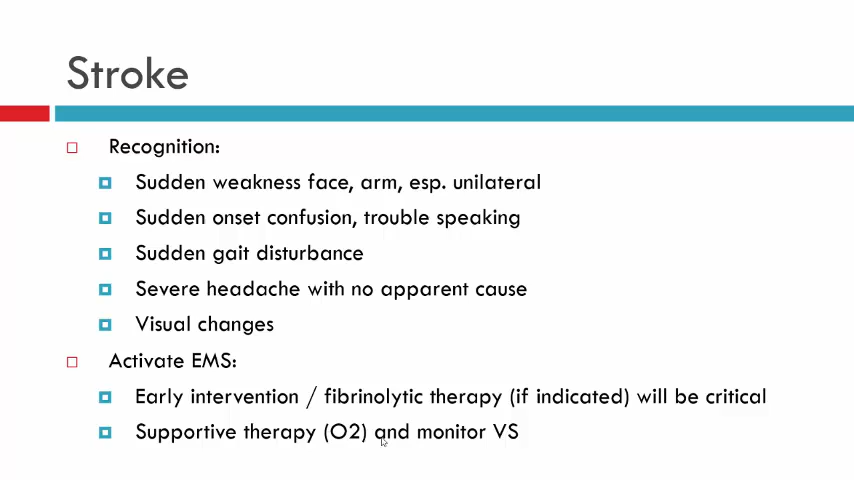 Stroke
Recognition:
Sudden weakness face, arm, esp. unilateral
Sudden onset confusion, trouble speaking
Sudden gait disturbance
Severe headache with no apparent cause
Visual changes
Activate EMS:
Early intervention / fibrinolytic therapy (if indicated) will be critical
Supportive therapy (O2) and monitor VS